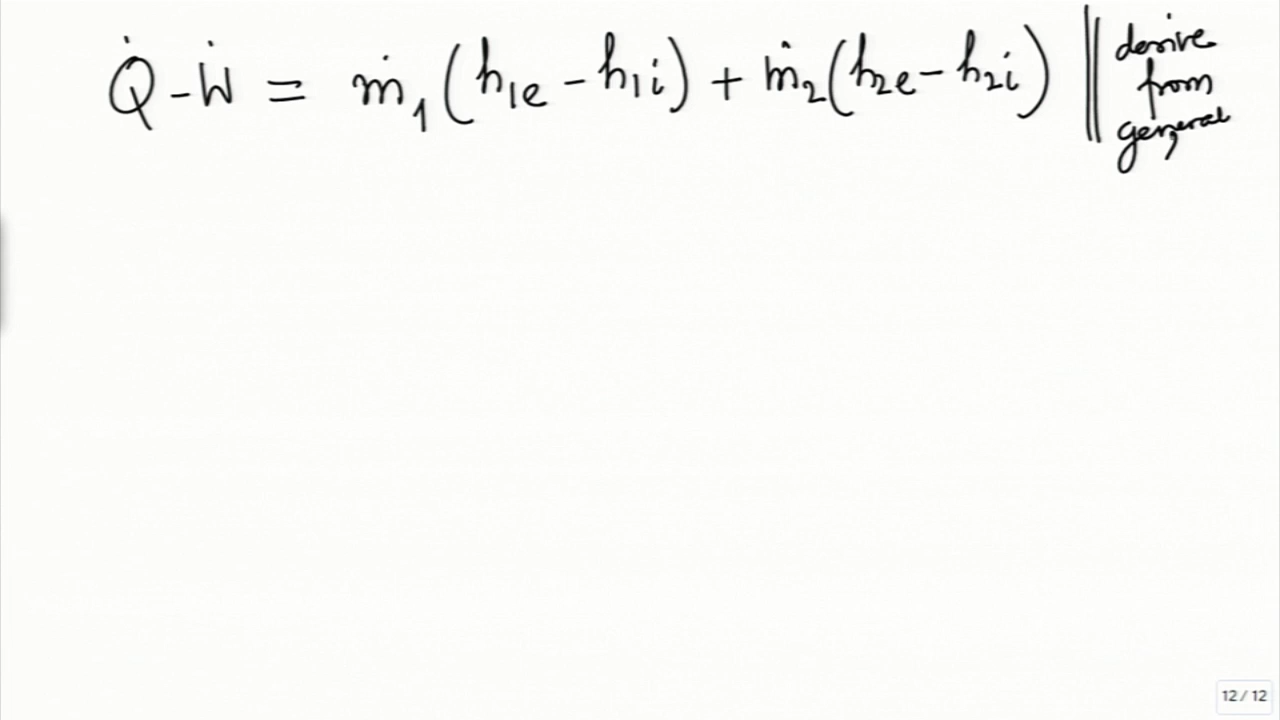 Q̇ - Ẇ = ṁ₁(h₁ₑ - h₁ᵢ) + ṁ₂(h₂ₑ - h₂ᵢ)
derive
from
general
12 / 12